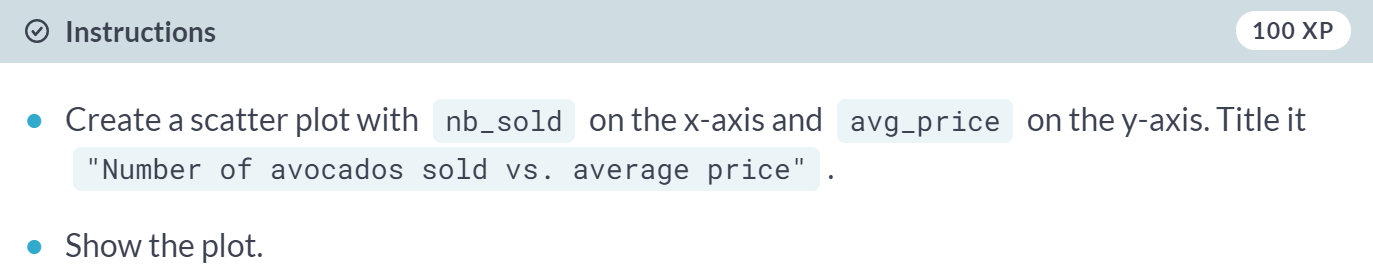 Instructions
100 XP
Create a scatter plot with nb_sold on the x-axis and avg_price on the y-axis. Title it
"Number of avocados sold vs. average price" .
Show the plot.